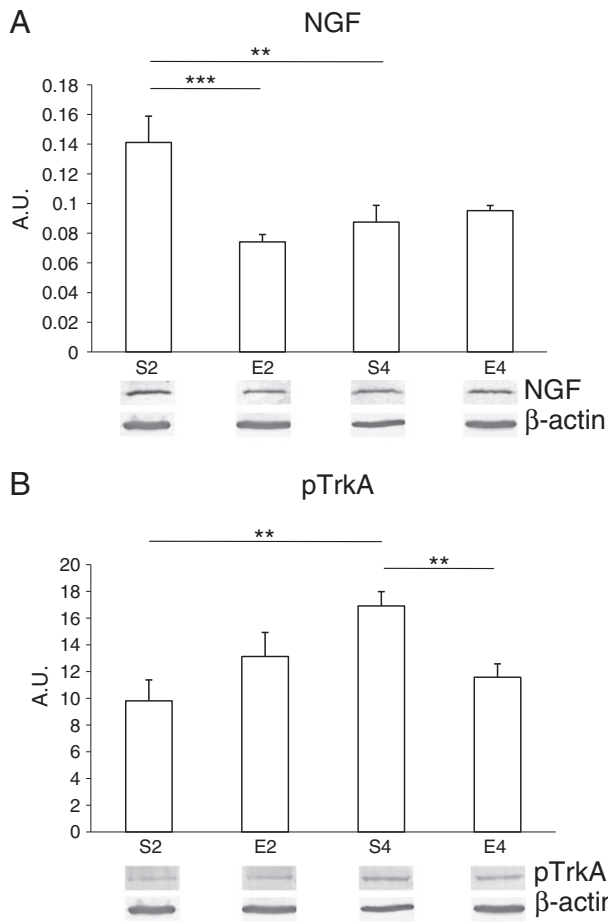 A
NGF
**
***
0.18
0.16
0.14
0.12
0.1
0.08
0.06
0.04
0.02
0
A.U.
S2 E2 S4 E4
NGF
β-actin
B
pTrkA
**
**
20
18
16
14
12
10
8
6
4
2
0
A.U.
S2 E2 S4 E4
pTrkA
β-actin